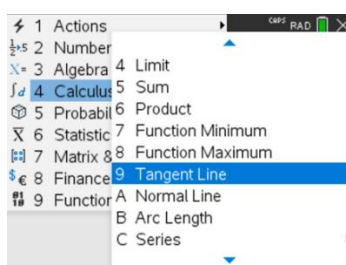 CAPS RAD
1 Actions
2 Number
3 Algebra
4 Calculus
5 Probabil
6 Statistic
7 Matrix &
8 Finance
9 Function
4 Limit
5 Sum
6 Product
7 Function Minimum
8 Function Maximum
9 Tangent Line
A Normal Line
B Arc Length
C Series